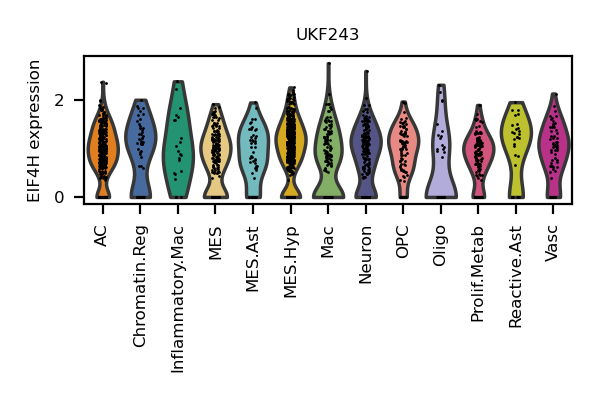 UKF243
EIF4H expression
2
0
AC
Chromatin.Reg
Inflammatory.Mac
MES
MES.Ast
MES.Hyp
Mac
Neuron
OPC
Oligo
Prolif.Metab
Reactive.Ast
Vasc